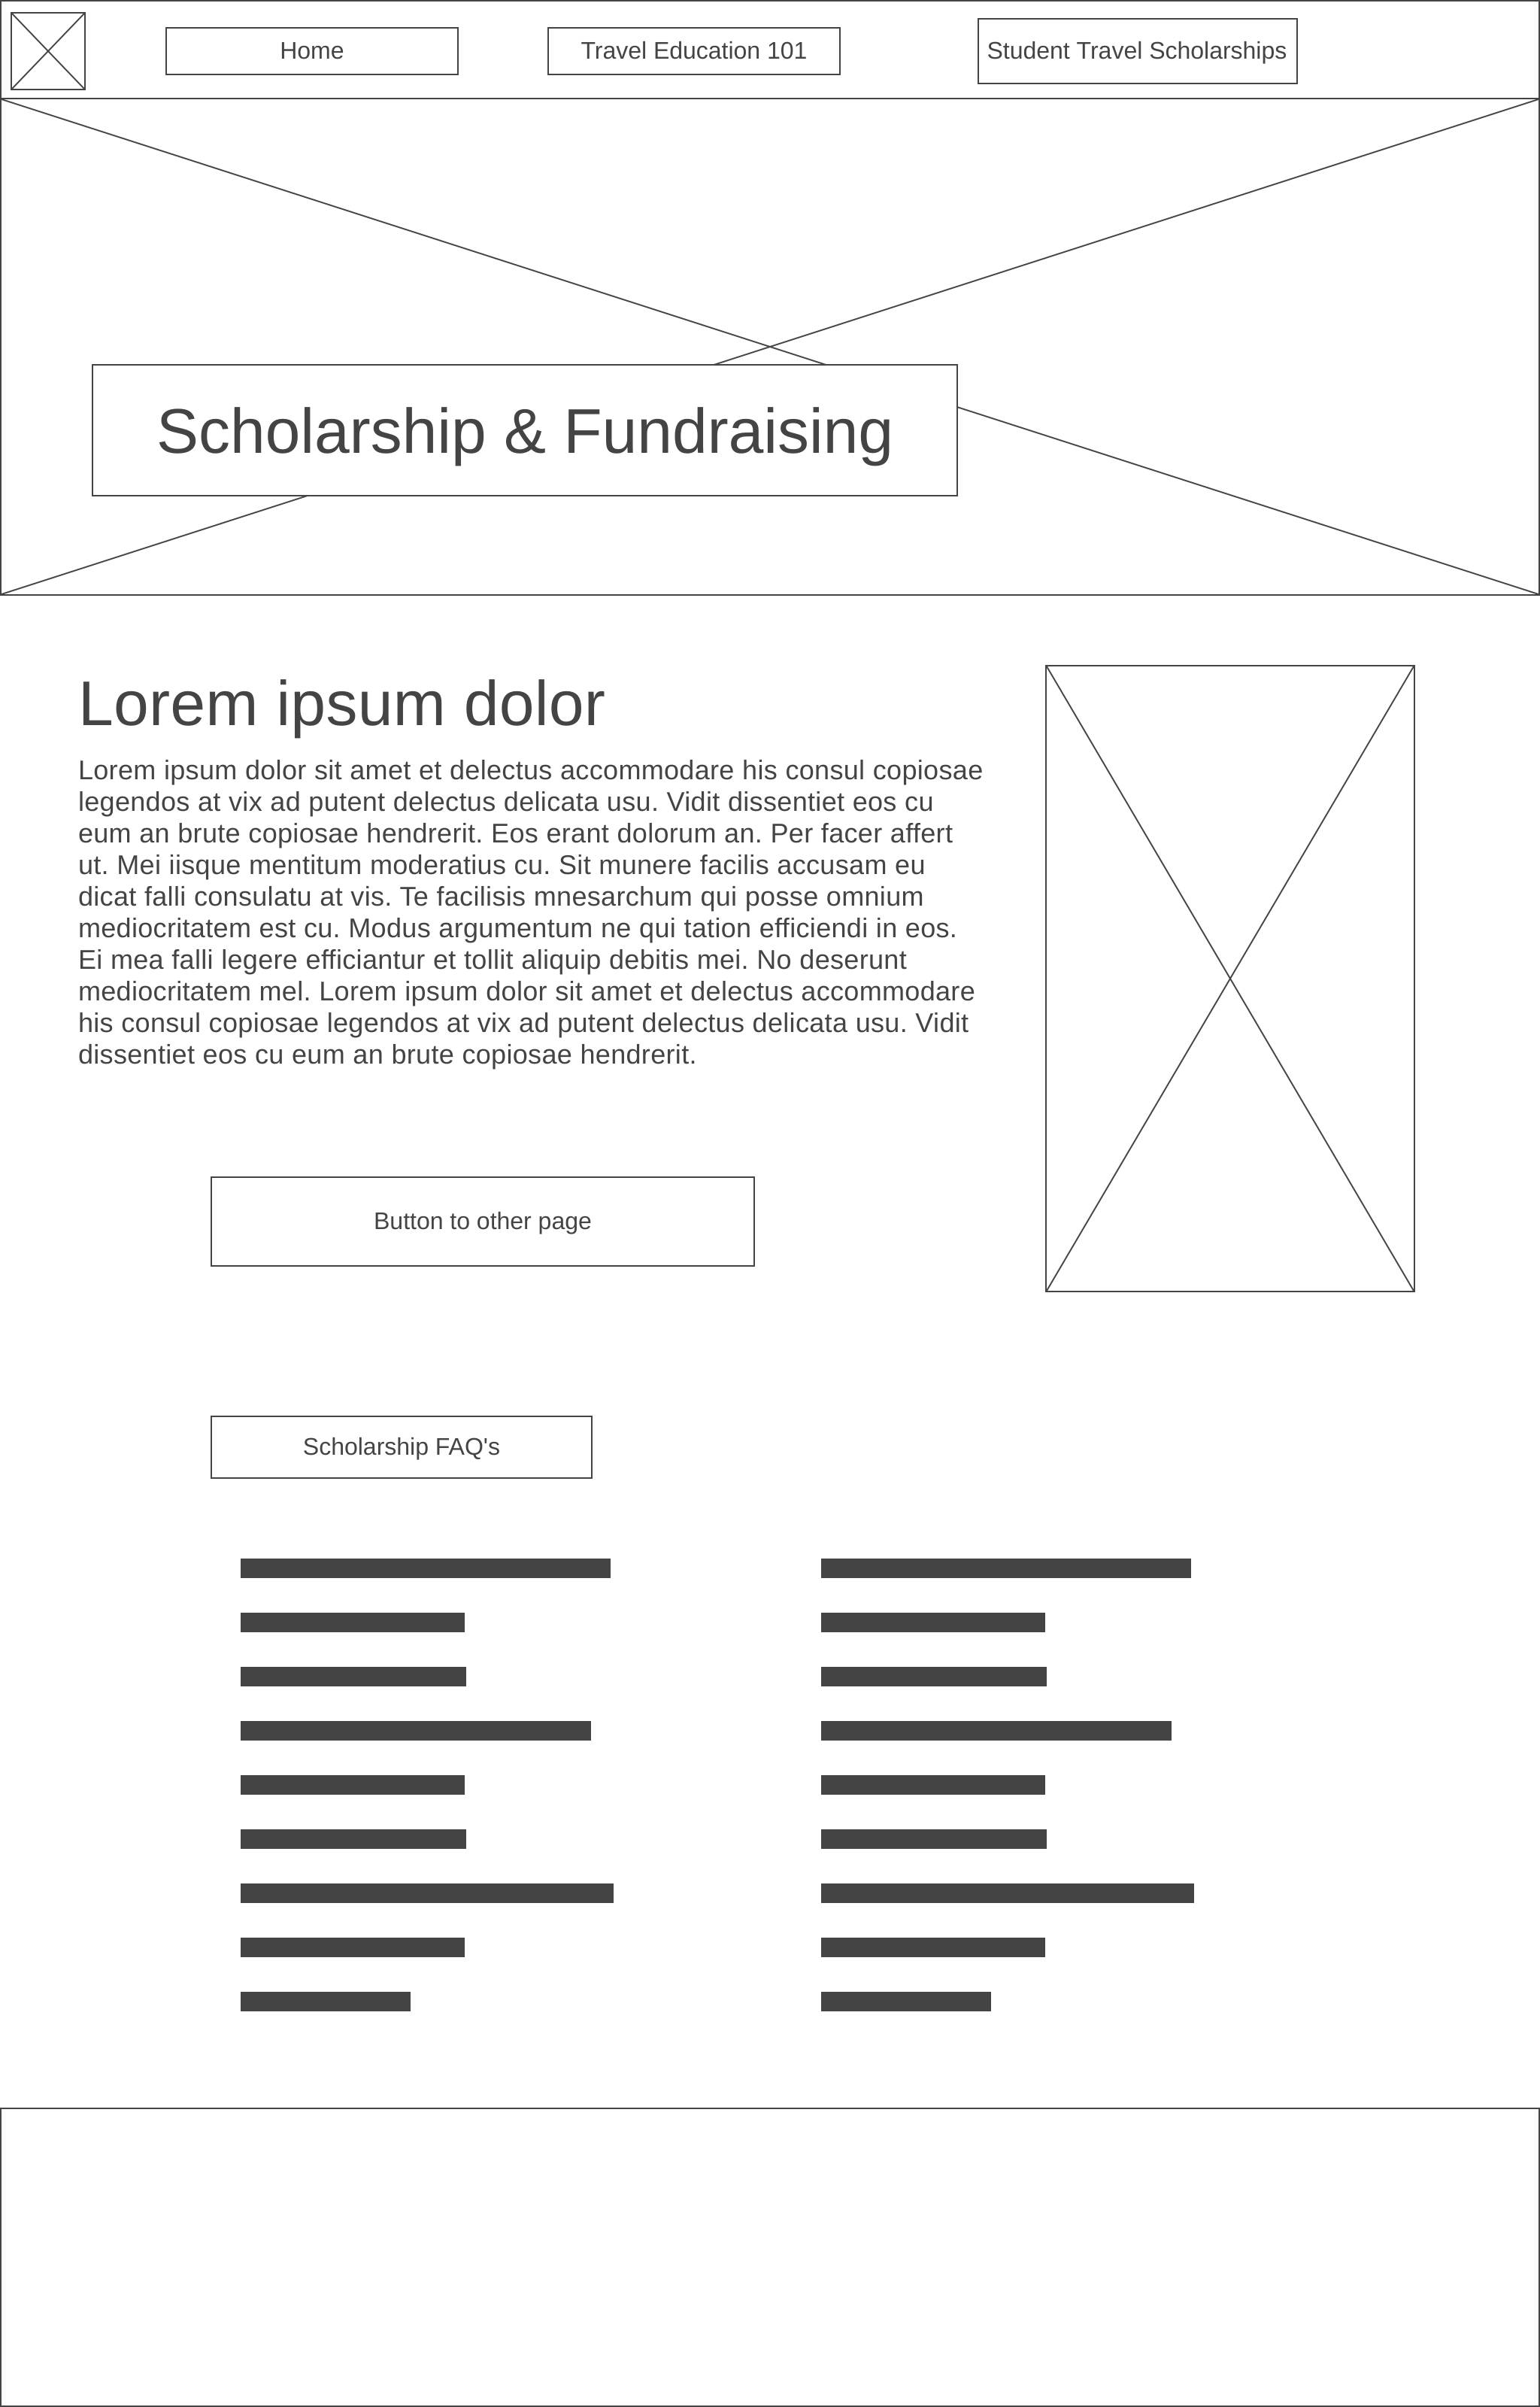 Home
Travel Education 101
Student Travel Scholarships
Scholarship & Fundraising
Lorem ipsum dolor
Lorem ipsum dolor sit amet et delectus accommodare his consul copiosae
legendos at vix ad putent delectus delicata usu. Vidit dissentiet eos cu
eum an brute copiosae hendrerit. Eos erant dolorum an. Per facer affert
ut. Mei iisque mentitum moderatius cu. Sit munere facilis accusam eu
dicat falli consulatu at vis. Te facilisis mnesarchum qui posse omnium
mediocritatem est cu. Modus argumentum ne qui tation efficiendi in eos.
Ei mea falli legere efficiantur et tollit aliquip debitis mei. No deserunt
mediocritatem mel. Lorem ipsum dolor sit amet et delectus accommodare
his consul copiosae legendos at vix ad putent delectus delicata usu. Vidit
dissentiet eos cu eum an brute copiosae hendrerit.
Button to other page
Scholarship FAQ's